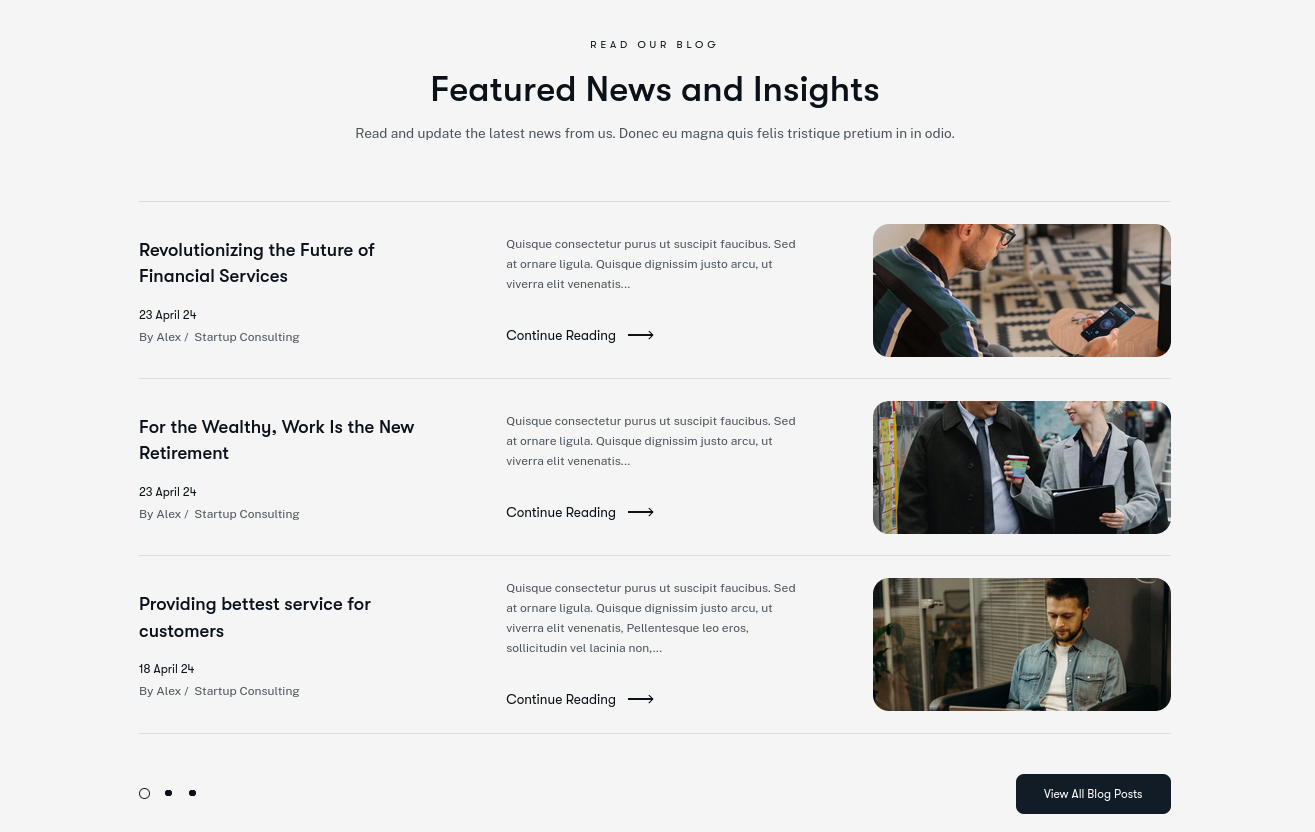 READ OUR BLOG
Featured News and Insights
Read and update the latest news from us. Donec eu magna quis felis tristique pretium in in odio.
Revolutionizing the Future of
Financial Services
23 April 24
By Alex / Startup Consulting
Quisque consectetur purus ut suscipit faucibus. Sed
at ornare ligula. Quisque dignissim justo arcu, ut
viverra elit venenatis...
Continue Reading
For the Wealthy, Work Is the New
Retirement
23 April 24
By Alex / Startup Consulting
Quisque consectetur purus ut suscipit faucibus. Sed
at ornare ligula. Quisque dignissim justo arcu, ut
viverra elit venenatis...
Continue Reading
Providing bettest service for
customers
18 April 24
By Alex / Startup Consulting
Quisque consectetur purus ut suscipit faucibus. Sed
at ornare ligula. Quisque dignissim justo arcu, ut
viverra elit venenatis, Pellentesque leo eros,
sollicitudin vel lacinia non,...
Continue Reading
View All Blog Posts